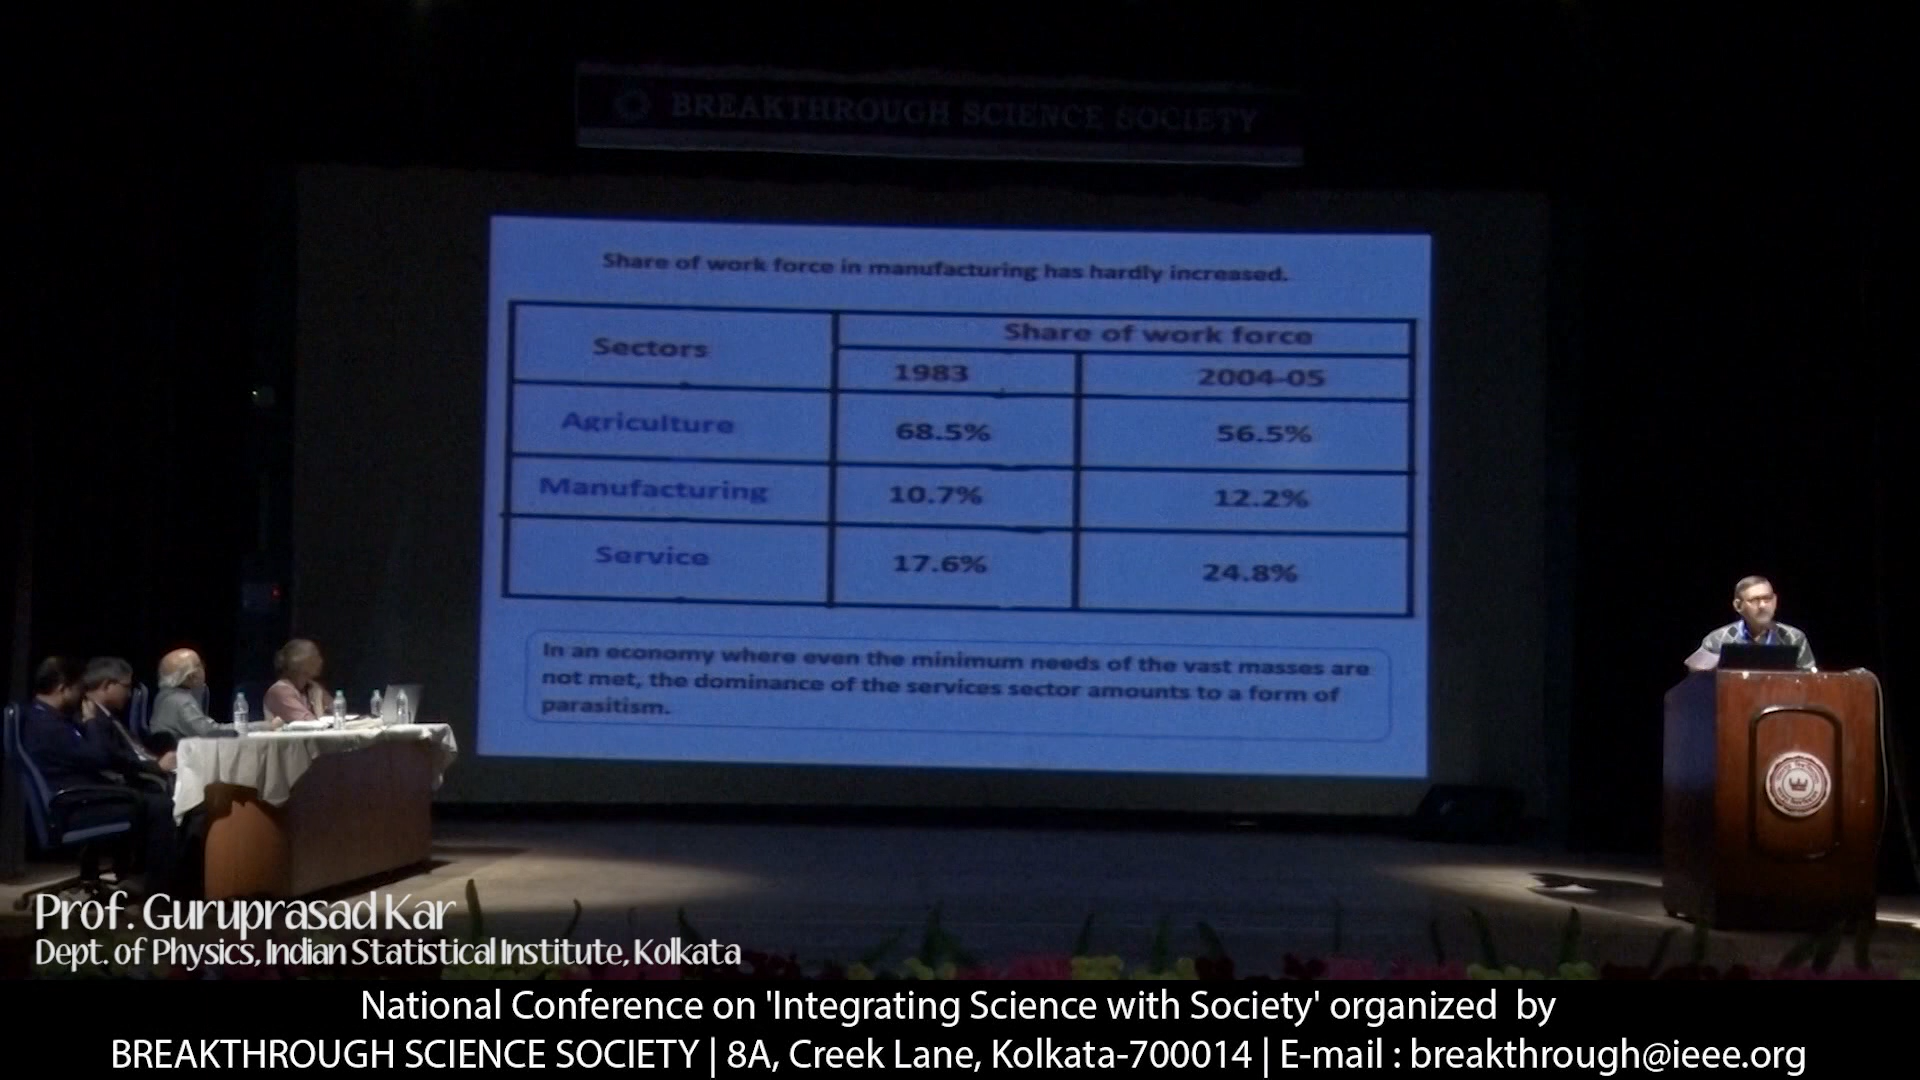 BREAKTHROUGH SCIENCE SOCIETY
Share of work force in manufacturing has hardly increased.
Sectors
Share of work force
1983
2004-05
Agriculture
68.5%
56.5%
Manufacturing
10.7%
12.2%
Service
17.6%
24.8%
In an economy where even the minimum needs of the vast masses are
not met, the dominance of the services sector amounts to a form of
parasitism.
Prof. Guruprasad Kar
Dept. of Physics, Indian Statistical Institute, Kolkata
National Conference on 'Integrating Science with Society' organized by
BREAKTHROUGH SCIENCE SOCIETY | 8A, Creek Lane, Kolkata-700014 | E-mail : breakthrough@ieee.org